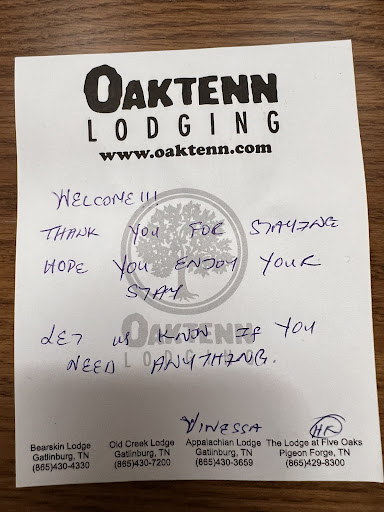 OAKTENN
LODGING
www.oaktenn.com
WELCOME!!!
THANK YOU FOR STAYING
HOPE YOU ENJOY YOUR
STAY
LET US KNOW IF YOU
NEED ANYTHING.
OAKTENN
LODGING
VINESSA
Bearskin Lodge
Gatlinburg, TN
(865)430-4330
Old Creek Lodge
Gatlinburg, TN
(865)430-7200
Appalachian Lodge
Gatlinburg, TN
(865)430-3659
The Lodge at Five Oaks
Pigeon Forge, TN
(865)429-8300